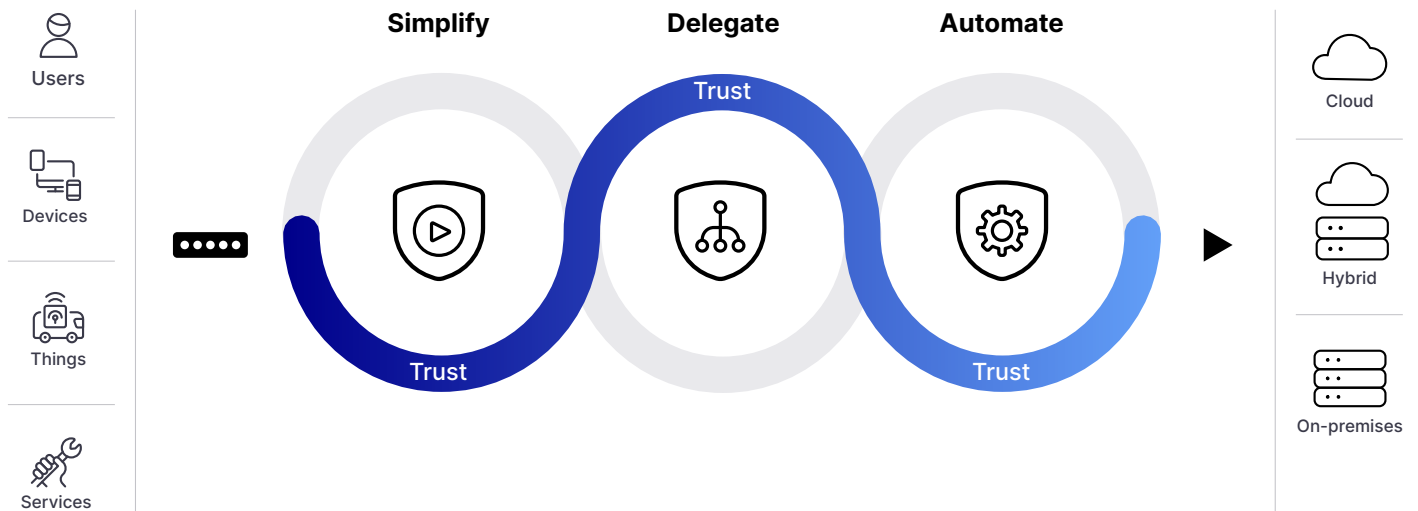 Users
Devices
Things
Services
Simplify
Delegate
Automate
Trust
Trust
Trust
Cloud
Hybrid
On-premises